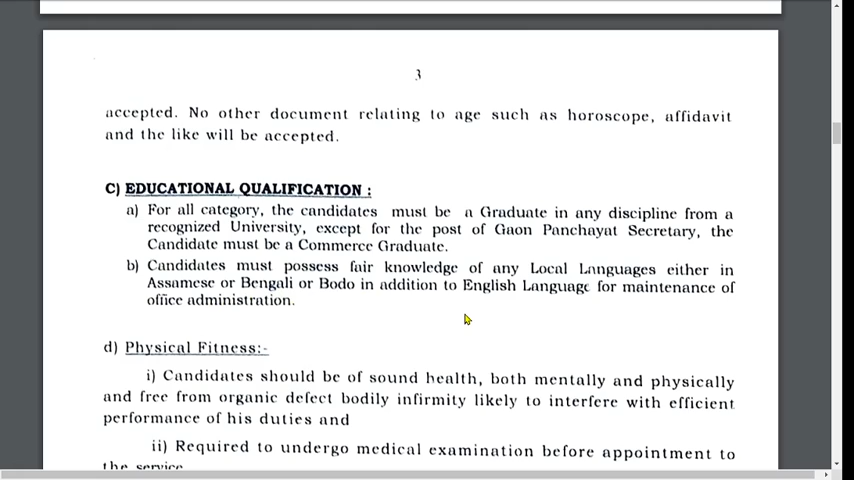 3
accepted. No other document relating to age such as horoscope, affidavit
and the like will be accepted.
C) EDUCATIONAL QUALIFICATION :
a) For all category, the candidates must be a Graduate in any discipline from a
recognized University, except for the post of Gaon Panchayat Secretary, the
Candidate must be a Commerce Graduate.
b) Candidates must possess fair knowledge of any Local Languages either in
Assamese or Bengali or Bodo in addition to English Language for maintenance of
office administration.
d) Physical Fitness:-
i) Candidates should be of sound health, both mentally and physically
and free from organic defect bodily infirmity likely to interfere with efficient
performance of his duties and
ii) Required to undergo medical examination before appointment to
the service